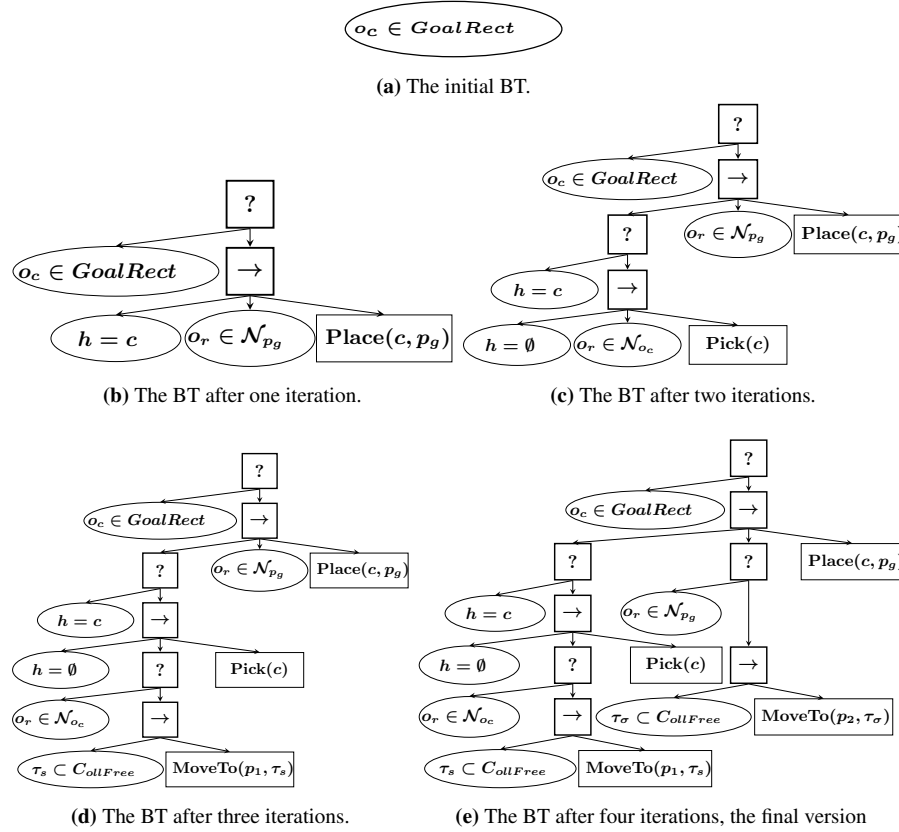 o_c ∈ GoalRect
(a) The initial BT.
?
o_c ∈ GoalRect →
h = c o_r ∈ 𝒩_{p_g} Place(c, p_g)
(b) The BT after one iteration.
?
o_c ∈ GoalRect →
? o_r ∈ 𝒩_{p_g} Place(c, p_g)
h = c →
h = ∅ o_r ∈ 𝒩_{o_c} Pick(c)
(c) The BT after two iterations.
?
o_c ∈ GoalRect →
? o_r ∈ 𝒩_{p_g} Place(c, p_g)
h = c →
h = ∅ ? Pick(c)
o_r ∈ 𝒩_{o_c} →
τ_s ⊂ C_{ollFree} MoveTo(p_1, τ_s)
(d) The BT after three iterations.
?
o_c ∈ GoalRect →
? ? Place(c, p_g)
h = c → o_r ∈ 𝒩_{p_g}
h = ∅ ? Pick(c) →
o_r ∈ 𝒩_{o_c} → τ_σ ⊂ C_{ollFree} MoveTo(p_2, τ_σ)
τ_s ⊂ C_{ollFree} MoveTo(p_1, τ_s)
(e) The BT after four iterations, the final version